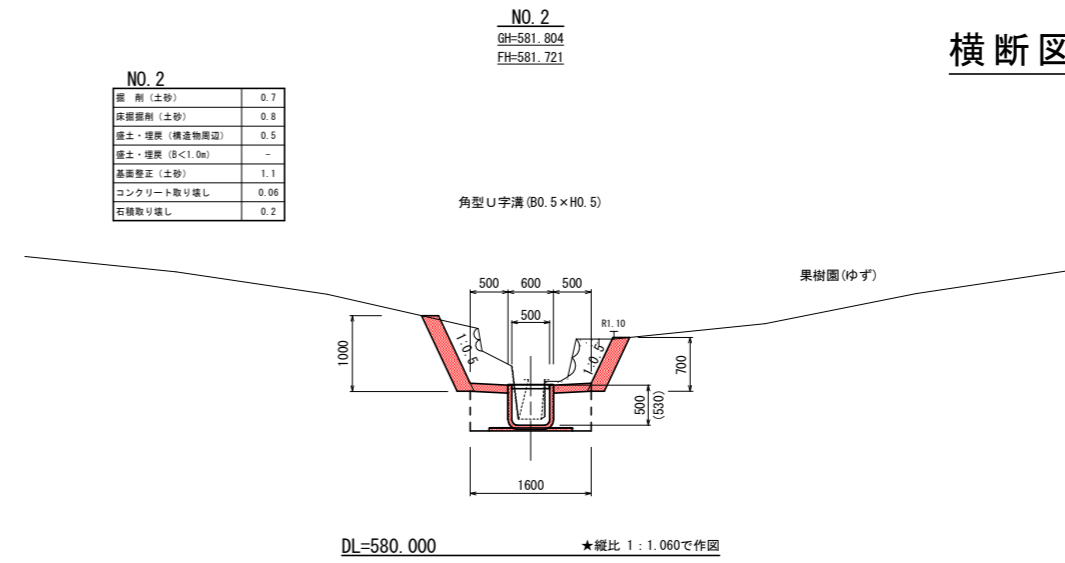 NO. 2
GH=581. 804
FH=581. 721
横断図
NO. 2
掘 削 (土砂) 0. 7
床掘掘削 (土砂) 0. 8
盛土・埋戻 (構造物周辺) 0. 5
盛土・埋戻 (B<1. 0m) -
基面整正 (土砂) 1. 1
コンクリート取り壊し 0. 06
石積取り壊し 0. 2
角型U字溝(B0. 5×H0. 5)
果樹園(ゆず)
500 600 500
500
R1. 10
1:0.5
1:0.5
1000
700
500
(530)
1600
DL=580. 000
★縦比 1 : 1. 060で作図